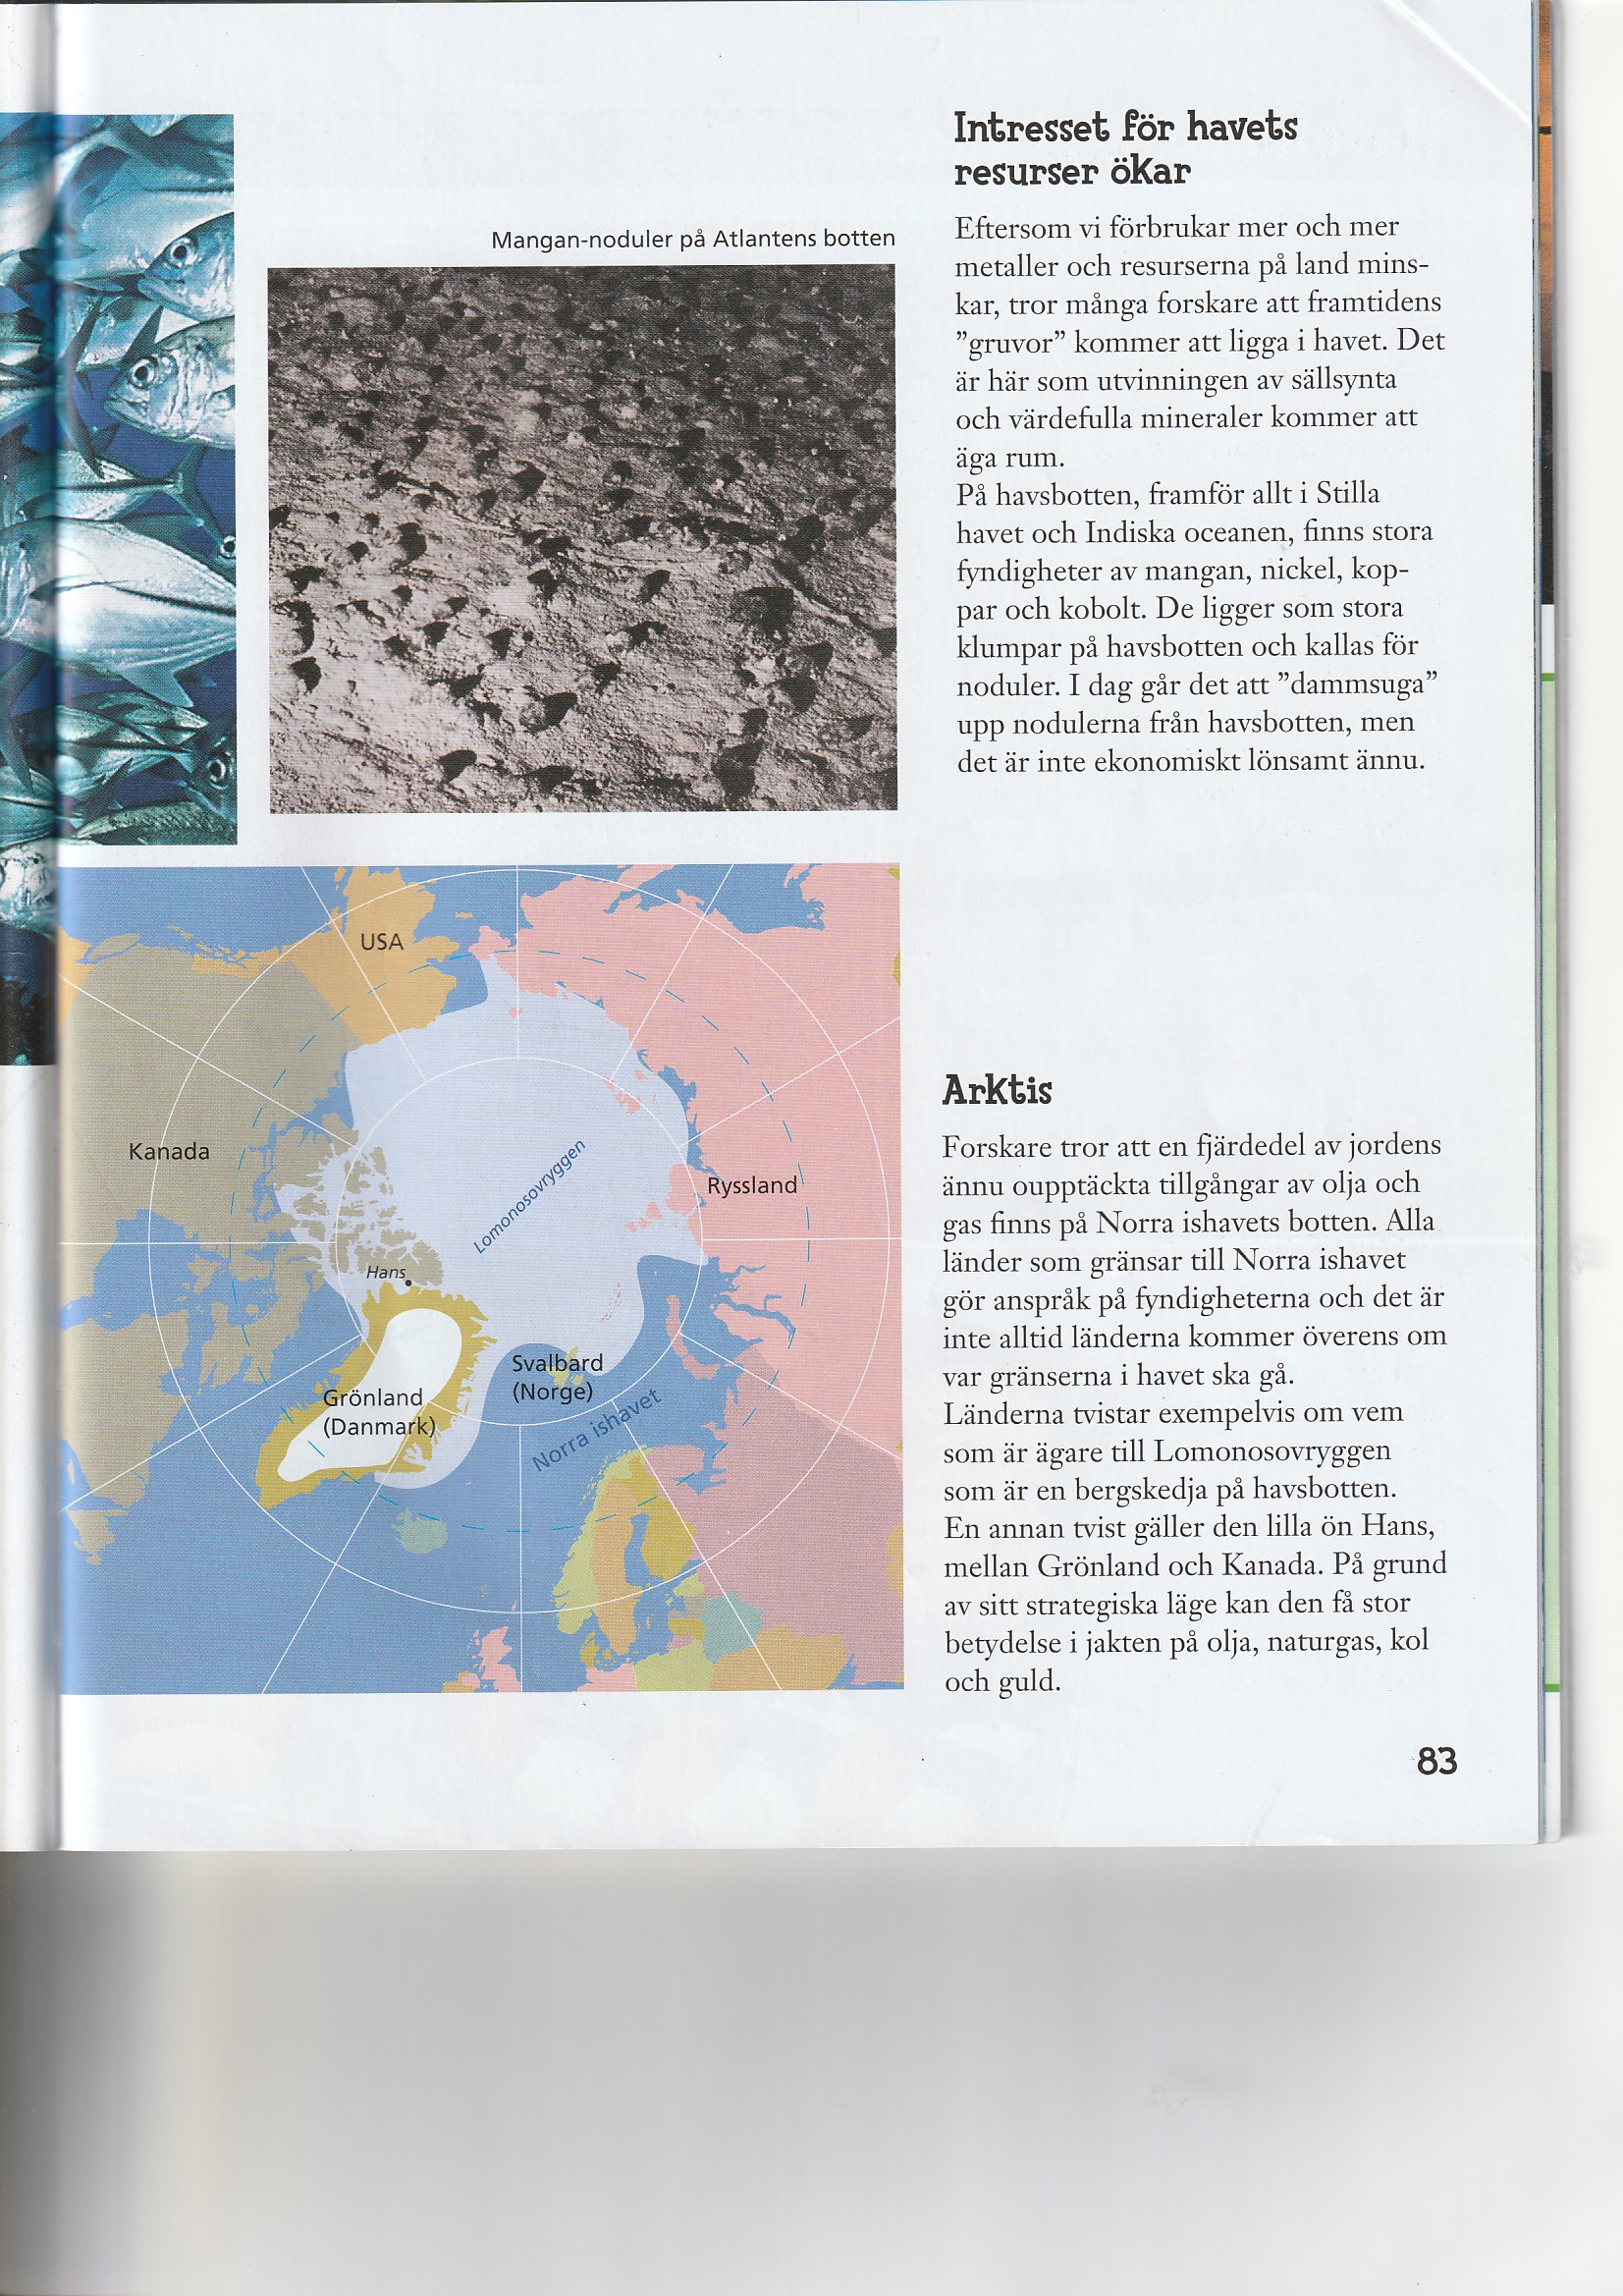 Intresset för havets
resurser ökar
Mangan-noduler på Atlantens botten
Eftersom vi förbrukar mer och mer
metaller och resurserna på land mins-
kar, tror många forskare att framtidens
”gruvor” kommer att ligga i havet. Det
är här som utvinningen av sällsynta
och värdefulla mineraler kommer att
äga rum.
På havsbotten, framför allt i Stilla
havet och Indiska oceanen, finns stora
fyndigheter av mangan, nickel, kop-
par och kobolt. De ligger som stora
klumpar på havsbotten och kallas för
noduler. I dag går det att ”dammsuga”
upp nodulerna från havsbotten, men
det är inte ekonomiskt lönsamt ännu.
USA
Kanada
Ryssland
Lomonosovryggen
Hans
Svalbard
(Norge)
Grönland
(Danmark)
Norra ishavet
Arktis
Forskare tror att en fjärdedel av jordens
ännu oupptäckta tillgångar av olja och
gas finns på Norra ishavets botten. Alla
länder som gränsar till Norra ishavet
gör anspråk på fyndigheterna och det är
inte alltid länderna kommer överens om
var gränserna i havet ska gå.
Länderna tvistar exempelvis om vem
som är ägare till Lomonosovryggen
som är en bergskedja på havsbotten.
En annan tvist gäller den lilla ön Hans,
mellan Grönland och Kanada. På grund
av sitt strategiska läge kan den få stor
betydelse i jakten på olja, naturgas, kol
och guld.
83